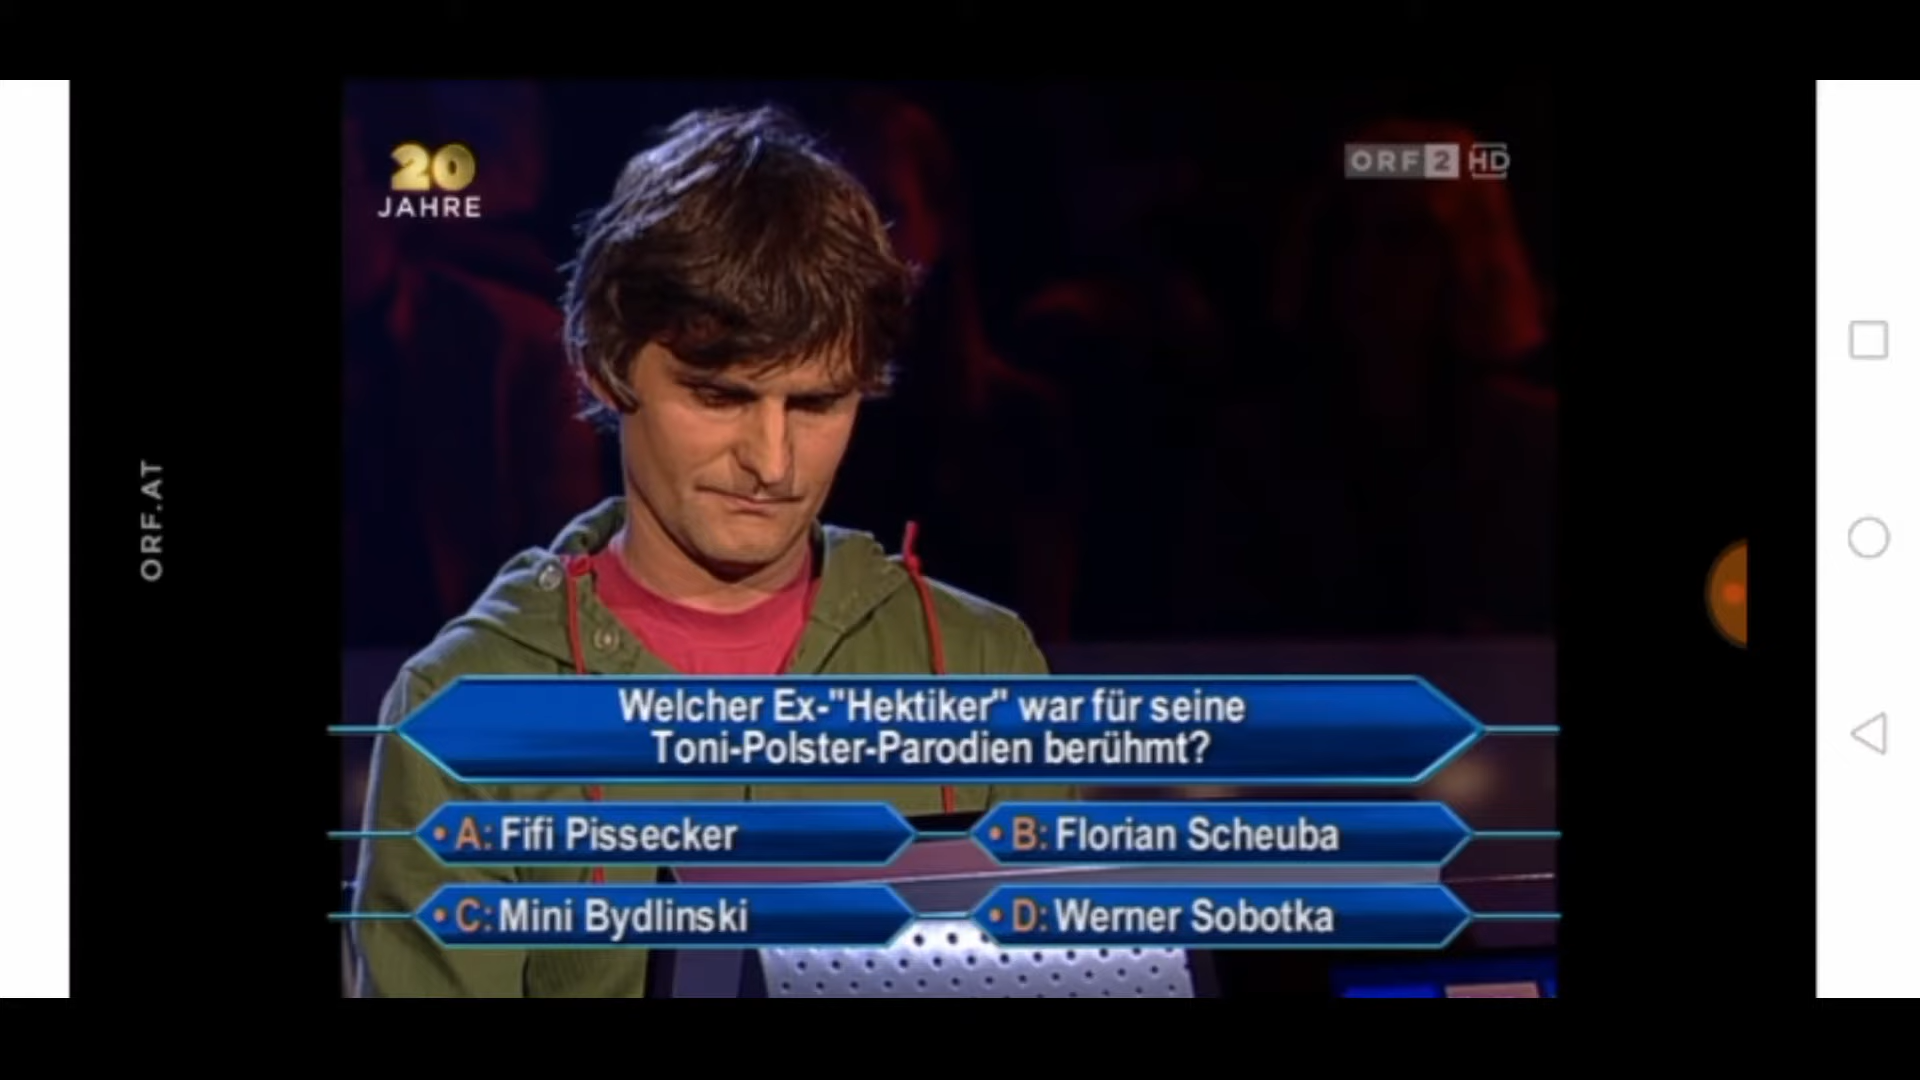 20
JAHRE
ORF 2 HD
ORF.AT
Welcher Ex-"Hektiker" war für seine
Toni-Polster-Parodien berühmt?
A: Fifi Pissecker
B: Florian Scheuba
C: Mini Bydlinski
D: Werner Sobotka